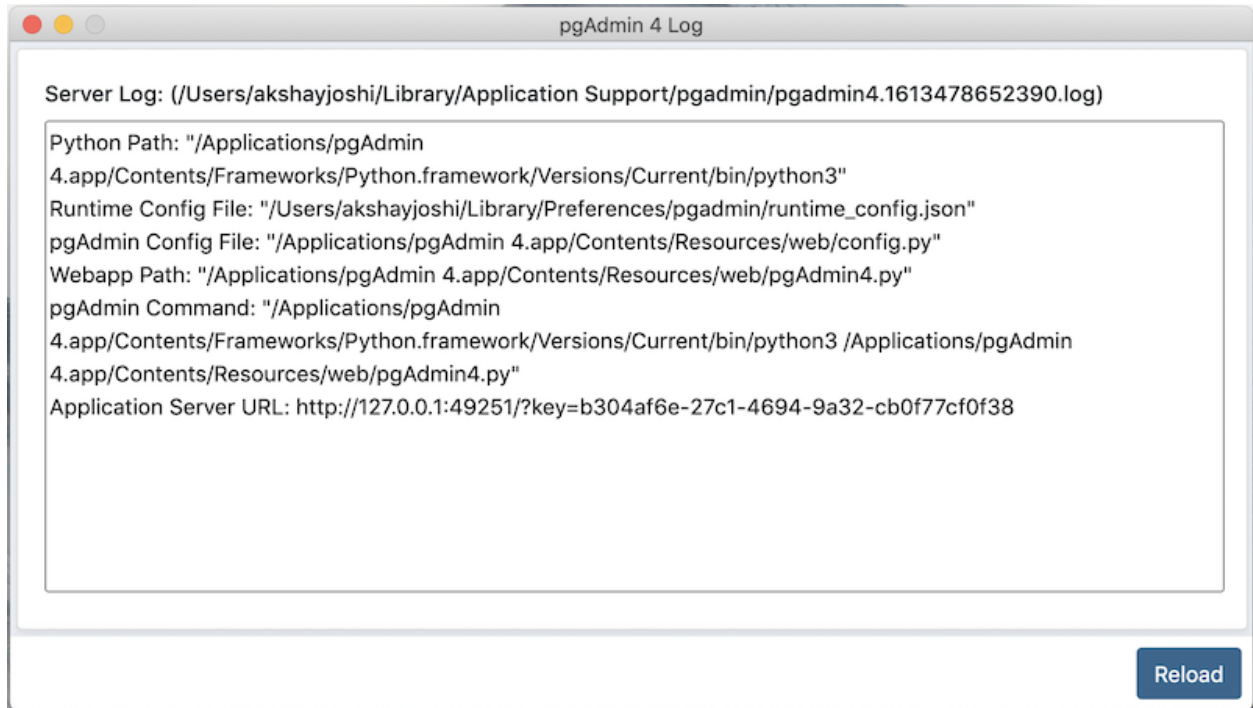 pgAdmin 4 Log
Server Log: (/Users/akshayjoshi/Library/Application Support/pgadmin/pgadmin4.1613478652390.log)
Python Path: "/Applications/pgAdmin
4.app/Contents/Frameworks/Python.framework/Versions/Current/bin/python3"
Runtime Config File: "/Users/akshayjoshi/Library/Preferences/pgadmin/runtime_config.json"
pgAdmin Config File: "/Applications/pgAdmin 4.app/Contents/Resources/web/config.py"
Webapp Path: "/Applications/pgAdmin 4.app/Contents/Resources/web/pgAdmin4.py"
pgAdmin Command: "/Applications/pgAdmin
4.app/Contents/Frameworks/Python.framework/Versions/Current/bin/python3 /Applications/pgAdmin
4.app/Contents/Resources/web/pgAdmin4.py"
Application Server URL: http://127.0.0.1:49251/?key=b304af6e-27c1-4694-9a32-cb0f77cf0f38
Reload